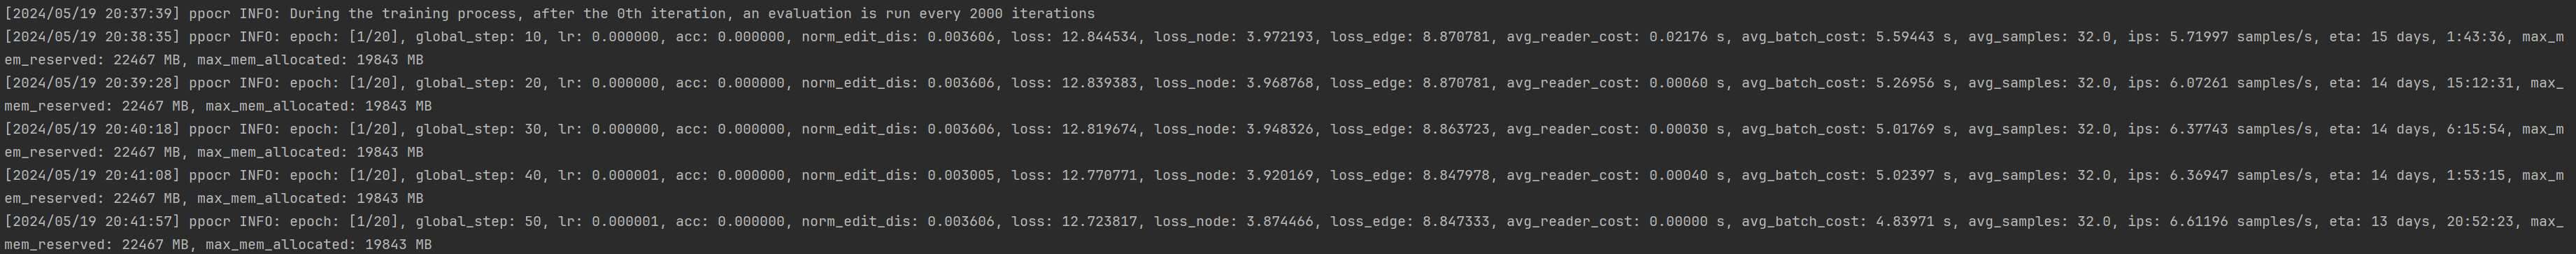 [2024/05/19 20:37:39] ppocr INFO: During the training process, after the 0th iteration, an evaluation is run every 2000 iterations
[2024/05/19 20:38:35] ppocr INFO: epoch: [1/20], global_step: 10, lr: 0.000000, acc: 0.000000, norm_edit_dis: 0.003606, loss: 12.844534, loss_node: 3.972193, loss_edge: 8.870781, avg_reader_cost: 0.02176 s, avg_batch_cost: 5.59443 s, avg_samples: 32.0, ips: 5.71997 samples/s, eta: 15 days, 1:43:36, max_m
em_reserved: 22467 MB, max_mem_allocated: 19843 MB
[2024/05/19 20:39:28] ppocr INFO: epoch: [1/20], global_step: 20, lr: 0.000000, acc: 0.000000, norm_edit_dis: 0.003606, loss: 12.839383, loss_node: 3.968768, loss_edge: 8.870781, avg_reader_cost: 0.00060 s, avg_batch_cost: 5.26956 s, avg_samples: 32.0, ips: 6.07261 samples/s, eta: 14 days, 15:12:31, max_
mem_reserved: 22467 MB, max_mem_allocated: 19843 MB
[2024/05/19 20:40:18] ppocr INFO: epoch: [1/20], global_step: 30, lr: 0.000000, acc: 0.000000, norm_edit_dis: 0.003606, loss: 12.819674, loss_node: 3.948326, loss_edge: 8.863723, avg_reader_cost: 0.00030 s, avg_batch_cost: 5.01769 s, avg_samples: 32.0, ips: 6.37743 samples/s, eta: 14 days, 6:15:54, max_m
em_reserved: 22467 MB, max_mem_allocated: 19843 MB
[2024/05/19 20:41:08] ppocr INFO: epoch: [1/20], global_step: 40, lr: 0.000001, acc: 0.000000, norm_edit_dis: 0.003005, loss: 12.770771, loss_node: 3.920169, loss_edge: 8.847978, avg_reader_cost: 0.00040 s, avg_batch_cost: 5.02397 s, avg_samples: 32.0, ips: 6.36947 samples/s, eta: 14 days, 1:53:15, max_m
em_reserved: 22467 MB, max_mem_allocated: 19843 MB
[2024/05/19 20:41:57] ppocr INFO: epoch: [1/20], global_step: 50, lr: 0.000001, acc: 0.000000, norm_edit_dis: 0.003606, loss: 12.723817, loss_node: 3.874466, loss_edge: 8.847333, avg_reader_cost: 0.00000 s, avg_batch_cost: 4.83971 s, avg_samples: 32.0, ips: 6.61196 samples/s, eta: 13 days, 20:52:23, max_
mem_reserved: 22467 MB, max_mem_allocated: 19843 MB